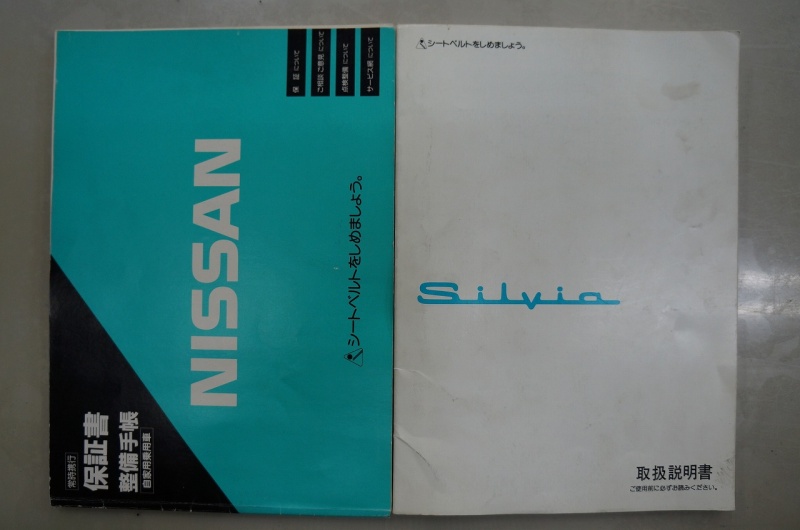 保 証 について
ご相談 ご意見 について
点検整備 について
サービス網 について
NISSAN
シートベルトをしめましょう。
常時携行
保証書
整備手帳
自家用乗用車
シートベルトをしめましょう。
Silvia
取扱説明書
ご使用前に必ずお読みください。